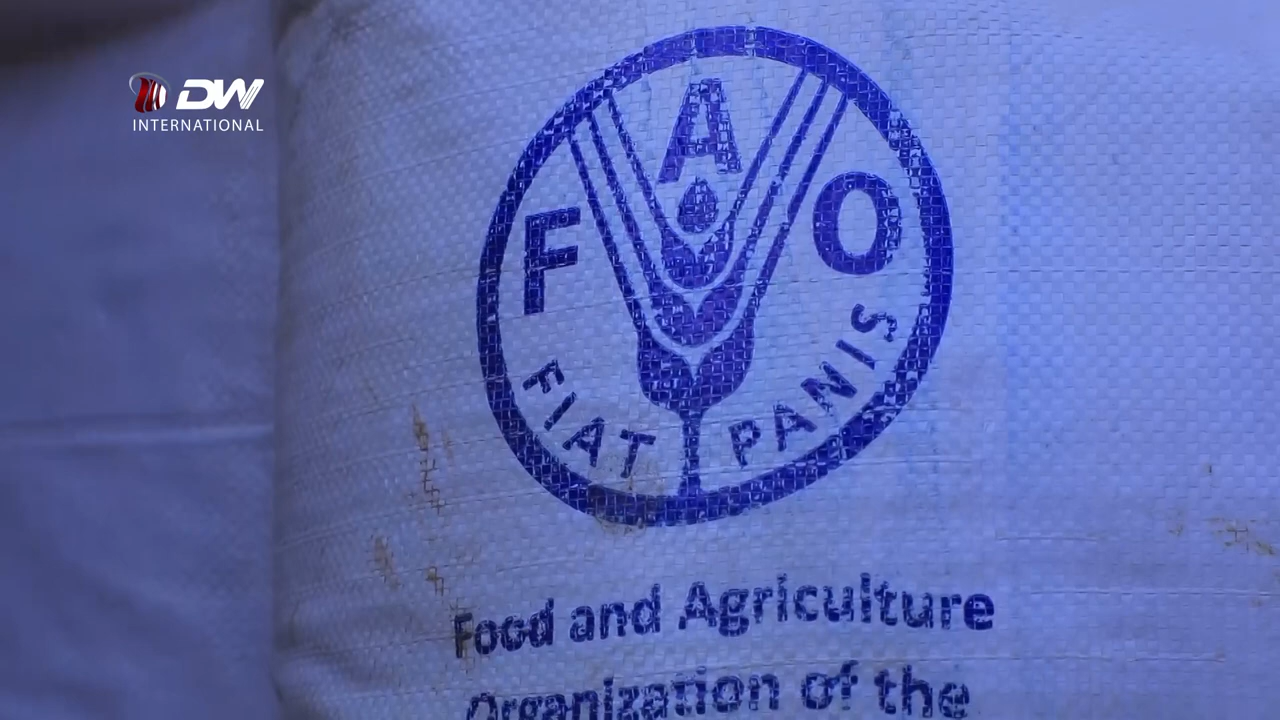 DW
INTERNATIONAL
F A O
FIAT PANIS
Food and Agriculture
Organization of the